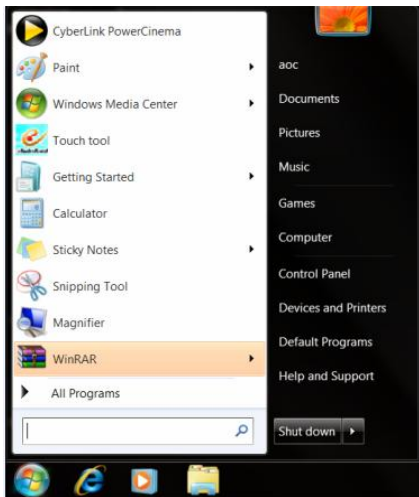 CyberLink PowerCinema
Paint
Windows Media Center
Touch tool
Getting Started
Calculator
Sticky Notes
Snipping Tool
Magnifier
WinRAR
All Programs
aoc
Documents
Pictures
Music
Games
Computer
Control Panel
Devices and Printers
Default Programs
Help and Support
Shut down